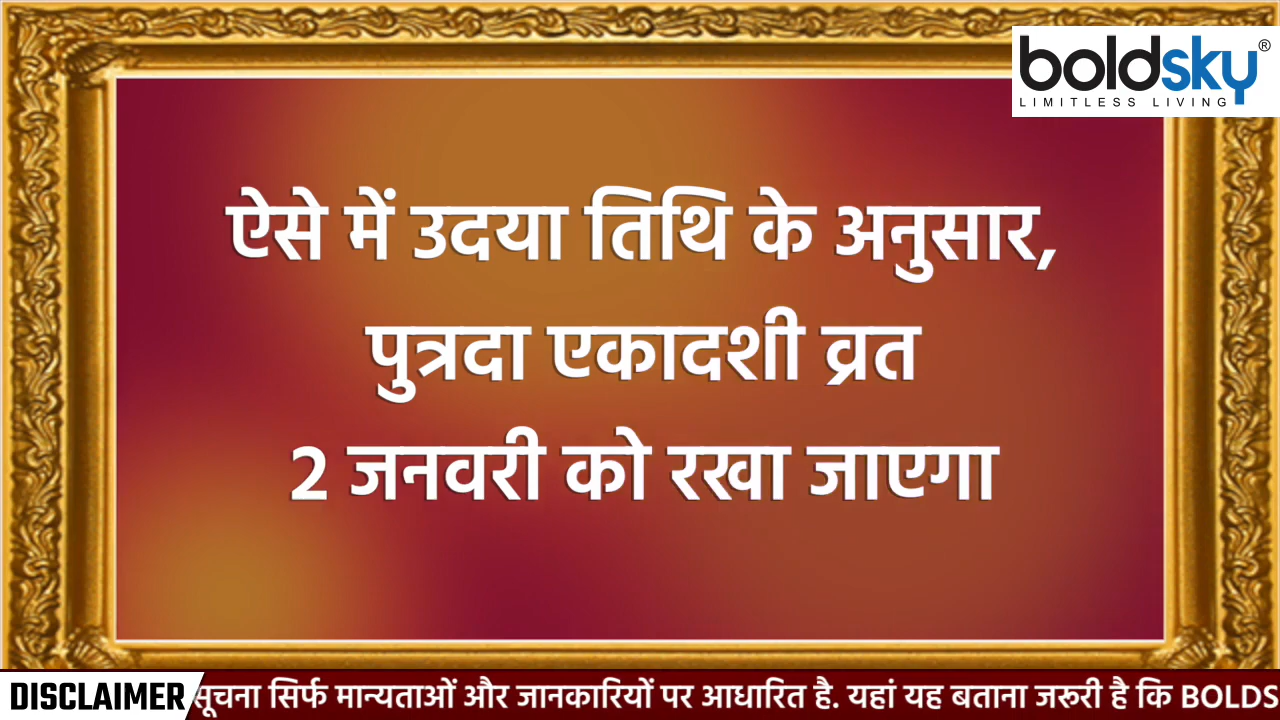 boldsky®
LIMITLESS LIVING
ऐसे में उदया तिथि के अनुसार,
पुत्रदा एकादशी व्रत
2 जनवरी को रखा जाएगा
DISCLAIMER सूचना सिर्फ मान्यताओं और जानकारियों पर आधारित है. यहां यह बताना जरूरी है कि BOLDS